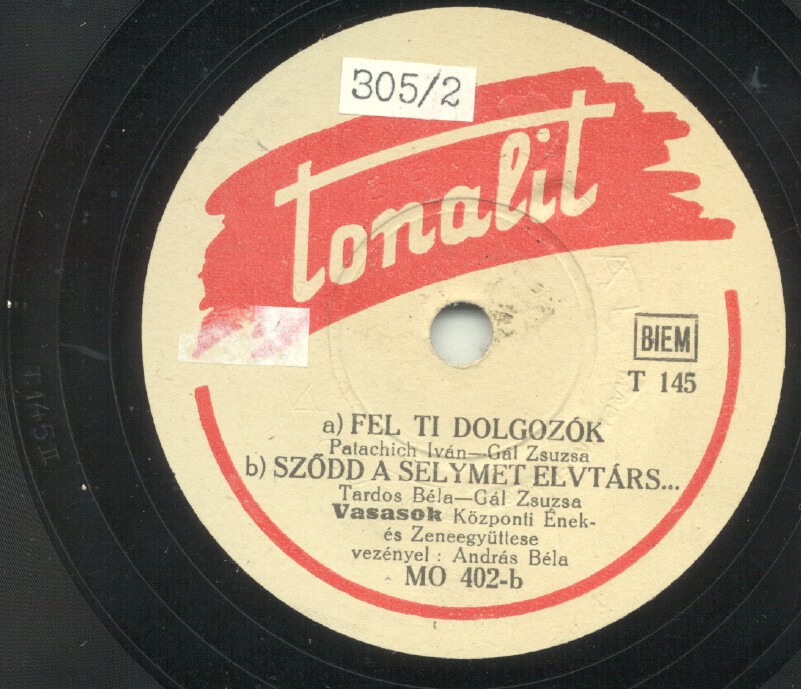 305/2
Tonalit
BIEM
T 145
a) FEL TI DOLGOZÓK
Patachich Iván—Gál Zsuzsa
b) SZŐDD A SELYMET ELVTÁRS...
Tardos Béla—Gál Zsuzsa
Vasasok Központi Ének-
és Zeneegyüttese
vezényel : András Béla
MO 402-b
T 145 II